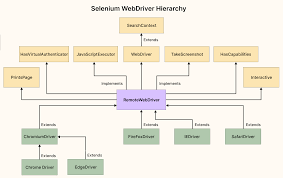 Selenium WebDriver Hierarchy
SearchContext
Extends
HasVirtualAuthenticator
JavaScriptExecutor
WebDriver
TakeScreenshot
HasCapabilities
PrintsPage
Implements
Implements
Interactive
RemoteWebDriver
Extends
Extends
Extends
Extends
ChromiumDriver
FireFoxDriver
IEDriver
SafariDriver
Extends
Extends
Chrome Driver
EdgeDriver